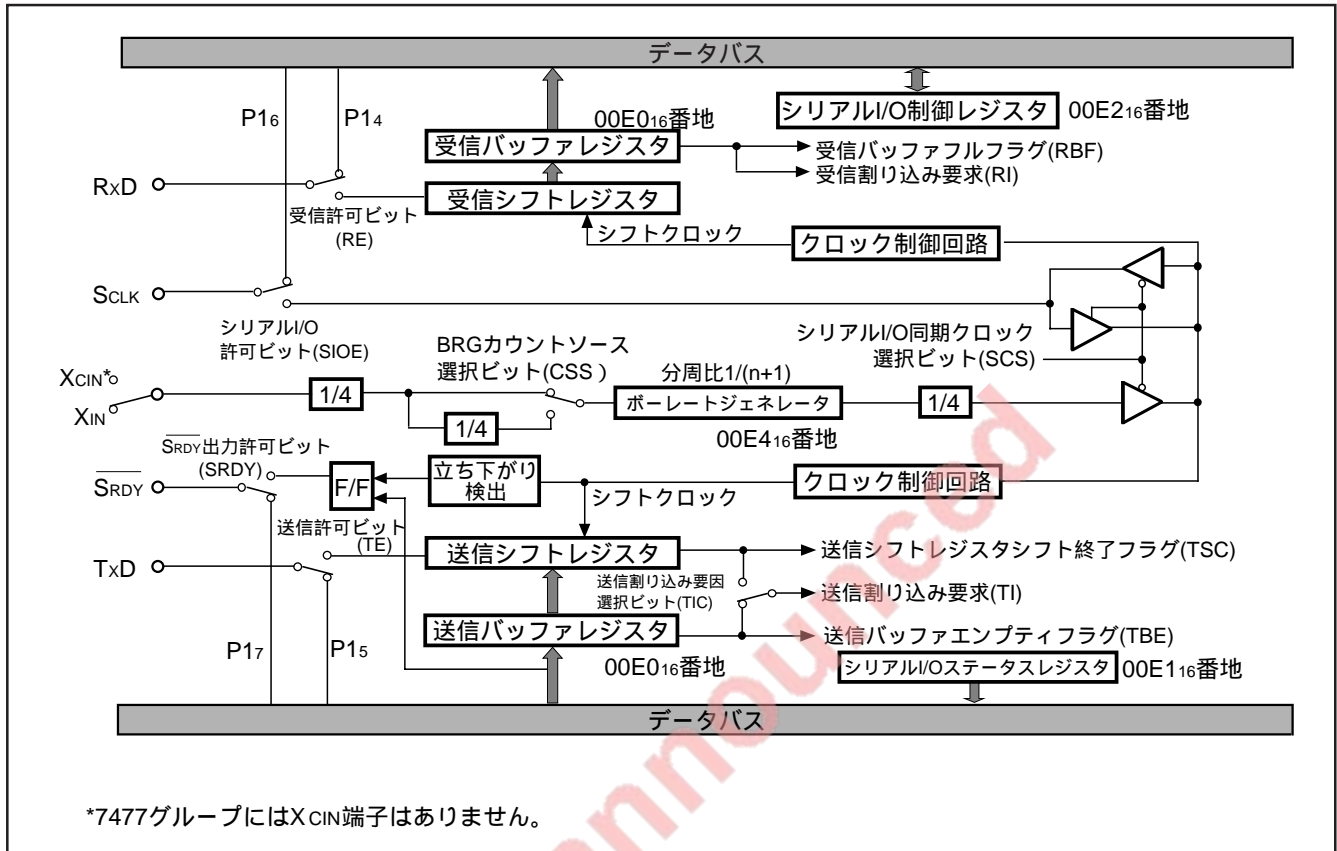 データバス
P16
P14
00E016番地
シリアルI/O制御レジスタ
00E216番地
受信バッファレジスタ
受信バッファフルフラグ(RBF)
受信割り込み要求(RI)
RXD
受信シフトレジスタ
受信許可ビット
(RE)
シフトクロック
クロック制御回路
SCLK
シリアルI/O
許可ビット(SIOE)
シリアルI/O同期クロック
選択ビット(SCS)
BRGカウントソース
選択ビット(CSS)
XCIN*
XIN
1/4
1/4
分周比1/(n+1)
ボーレートジェネレータ
00E416番地
1/4
SRDY出力許可ビット
(SRDY)
SRDY
F/F
立ち下がり
検出
シフトクロック
クロック制御回路
送信許可ビット
(TE)
TXD
送信シフトレジスタ
送信シフトレジスタシフト終了フラグ(TSC)
送信割り込み要因
選択ビット(TIC)
送信割り込み要求(TI)
送信バッファレジスタ
送信バッファエンプティフラグ(TBE)
P17
P15
00E016番地
シリアルI/Oステータスレジスタ
00E116番地
データバス
*7477グループにはXCIN端子はありません。
nnounced